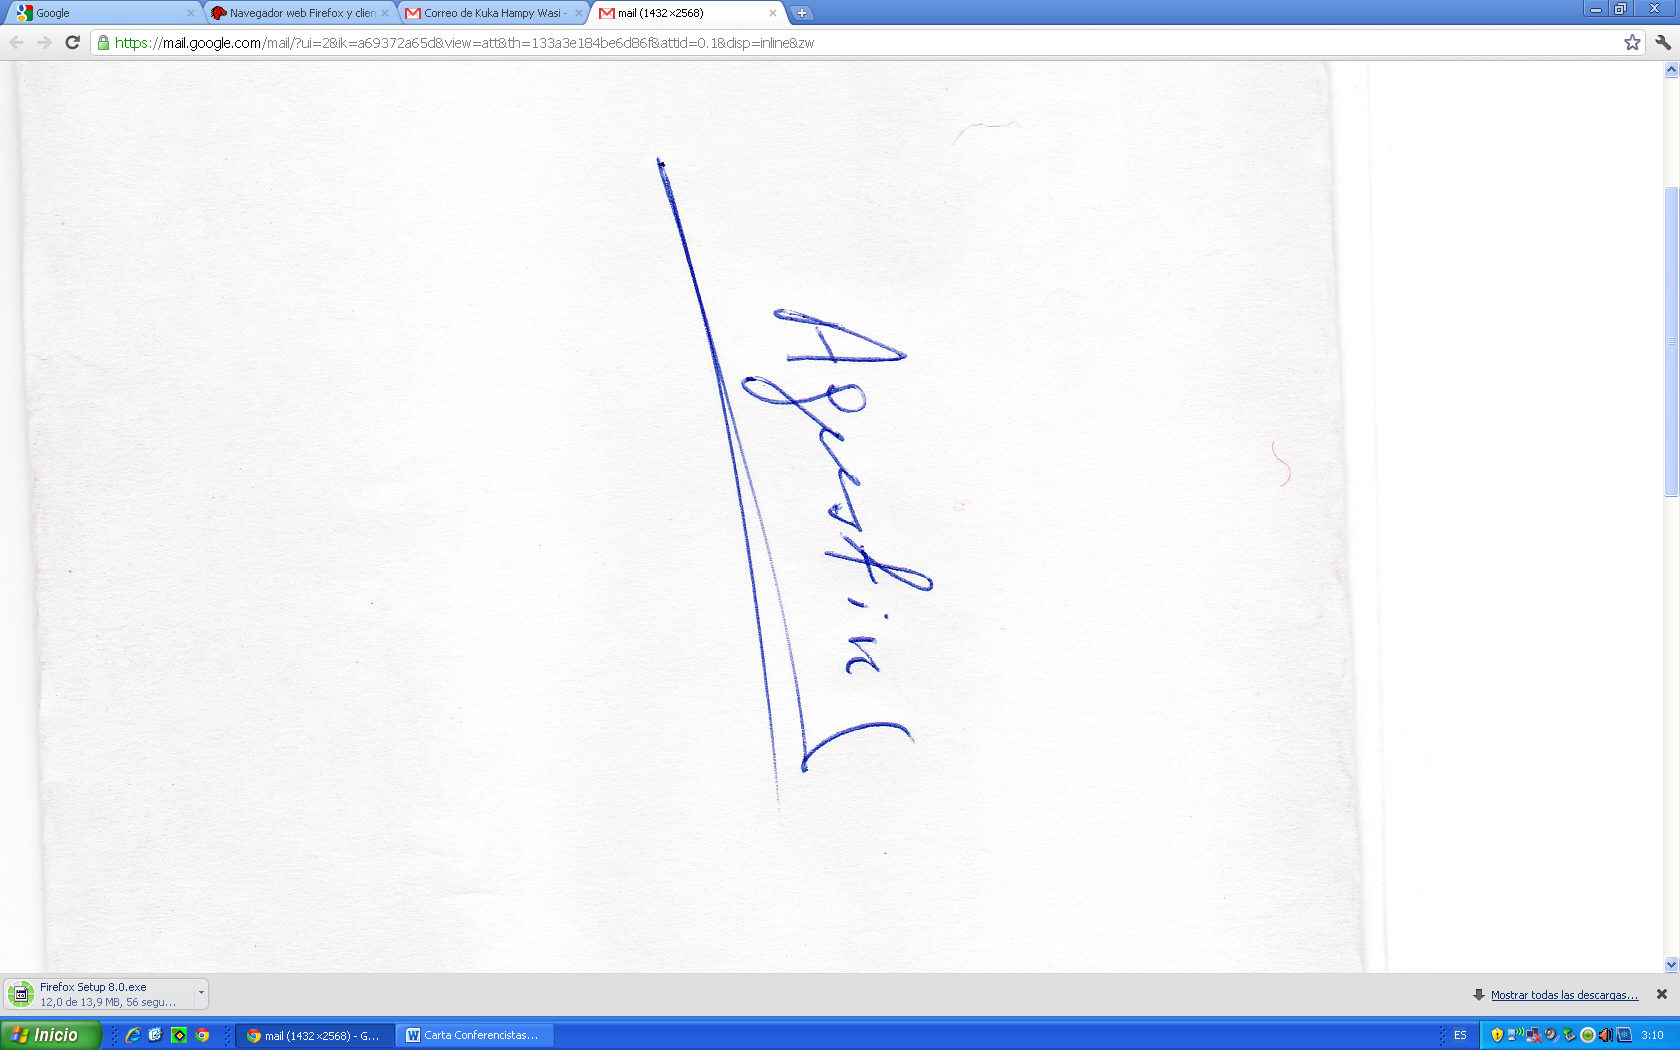 Google
Navegador web Firefox y clien
Correo de Kuka Hampy Wasi -
mail (1432×2568)
https://mail.google.com/mail/?ui=2&ik=a69372a65d&view=att&th=133a3e184be6d86f&attid=0.1&disp=inline&zw
Agustin
Firefox Setup 8.0.exe
12,0 de 13,9 MB, 56 segu...
Mostrar todas las descargas...
Inicio
mail (1432×2568) - G...
Carta Conferencistas...
ES
3:10